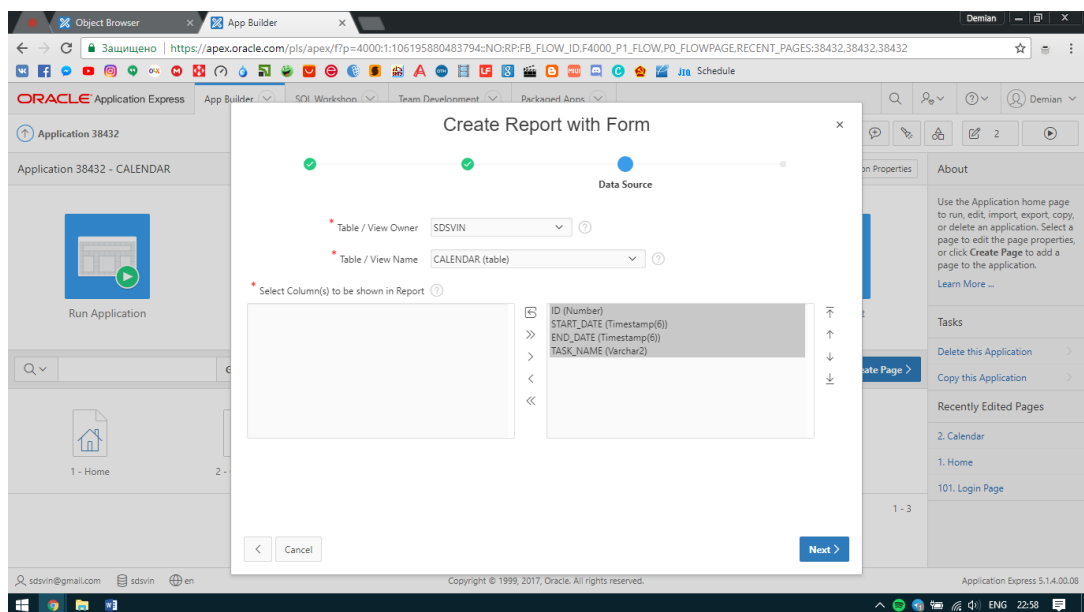 Object Browser
App Builder
Demian
Защищено https://apex.oracle.com/pls/apex/f?p=4000:1:106195880483794::NO:RP:FB_FLOW_ID,F4000_P1_FLOW,P0_FLOWPAGE,RECENT_PAGES:38432,38432,38432
Schedule
ORACLE Application Express App Builder SQL Workshop Team Development Packaged Apps Demian
Application 38432
Create Report with Form
2
Application 38432 - CALENDAR
on Properties
About
Data Source
Use the Application home page
to run, edit, import, export, copy,
or delete an application. Select a
page to edit the page properties,
or click Create Page to add a
page to the application.
Learn More ...
* Table / View Owner SDSVIN
* Table / View Name CALENDAR (table)
* Select Column(s) to be shown in Report
ID (Number)
START_DATE (Timestamp(6))
END_DATE (Timestamp(6))
TASK_NAME (Varchar2)
Run Application
Tasks
Delete this Application
Copy this Application
ate Page >
Recently Edited Pages
2. Calendar
1. Home
101. Login Page
1 - Home
2 -
1 - 3
Cancel
Next >
sdsvin@gmail.com sdsvin en
Copyright © 1999, 2017, Oracle. All rights reserved.
Application Express 5.1.4.00.08
ENG 22:58